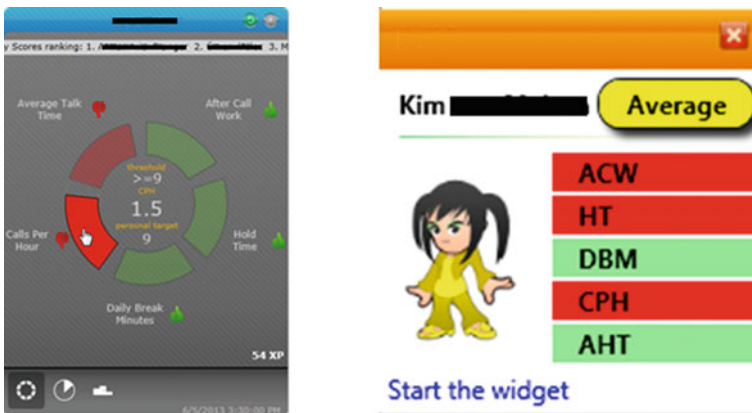 y Scores ranking: 1. 2. 3. M
Average Talk
Time
After Call
Work
threshold
>=9
CPH
1.5
personal target
9
Calls Per
Hour
Hold
Time
Daily Break
Minutes
54 XP
6/5/2013 3:30:00 PM
Kim
Average
ACW
HT
DBM
CPH
AHT
Start the widget